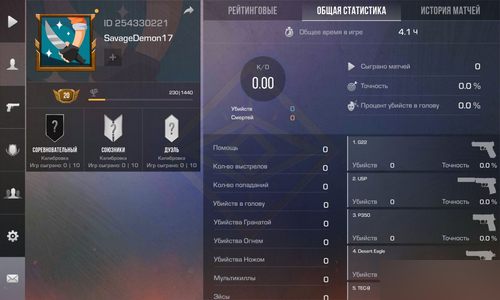 ID 254330221
SavageDemon17
20
230|1440
СОРЕВНОВАТЕЛЬНЫЙ
Калибровка
Игр сыграно: 0 | 10
СОЮЗНИКИ
Калибровка
Игр сыграно: 0 | 10
ДУЭЛЬ
Калибровка
Игр сыграно: 0 | 10
РЕЙТИНГОВЫЕ
ОБЩАЯ СТАТИСТИКА
ИСТОРИЯ МАТЧЕЙ
Общее время в игре 4.1 Ч
K/D
0.00
Убийств 0
Смертей 0
Сыграно матчей 0
Точность 0.0 %
Процент убийств в голову 0.0 %
Помощь 0
Кол-во выстрелов 0
Кол-во попаданий 0
Убийств в голову 0
Убийства Гранатой 0
Убийства Огнем 0
Убийства Ножом 0
Мультикиллы 0
Эйсы 0
1. G22
Убийств 0 Точность 0.0 %
2. USP
Убийств 0 Точность 0.0 %
3. P350
Убийств 0 Точность 0.0 %
4. Desert Eagle
Убийств
5. TEC9